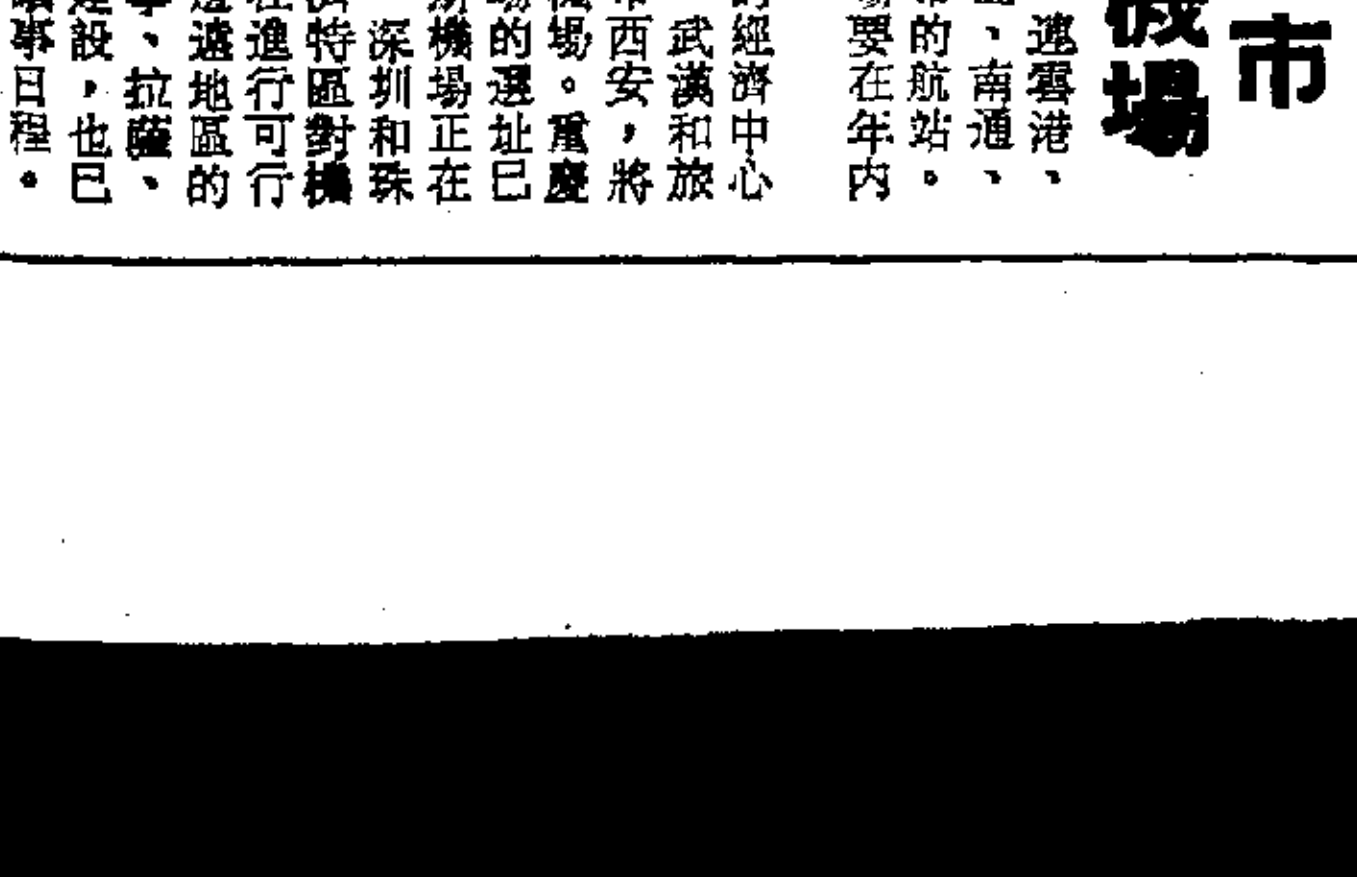 市
機場
連雲港、
、南通、
的航站。
要在年内
經濟中心
武漢和旅
西安，將
場。重慶
的選址已
機場正在
深圳和珠
特區對機
進行可行
遠地區的
、拉薩、
設，也已
事日程。